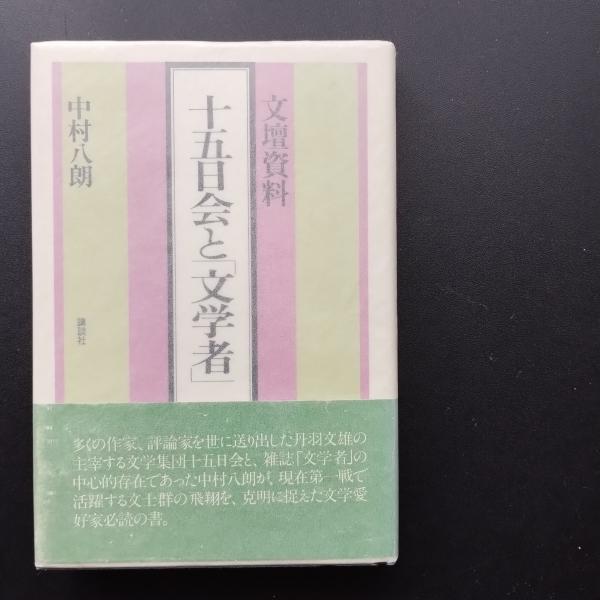 文壇資料
十五日会と「文学者」
中村八朗
講談社
多くの作家、評論家を世に送り出した丹羽文雄の
主宰する文学集団十五日会と、雑誌「文学者」の
中心的存在であった中村八朗が、現在第一戦で
活躍する文士群の飛翔を、克明に捉えた文学愛
好家必読の書。